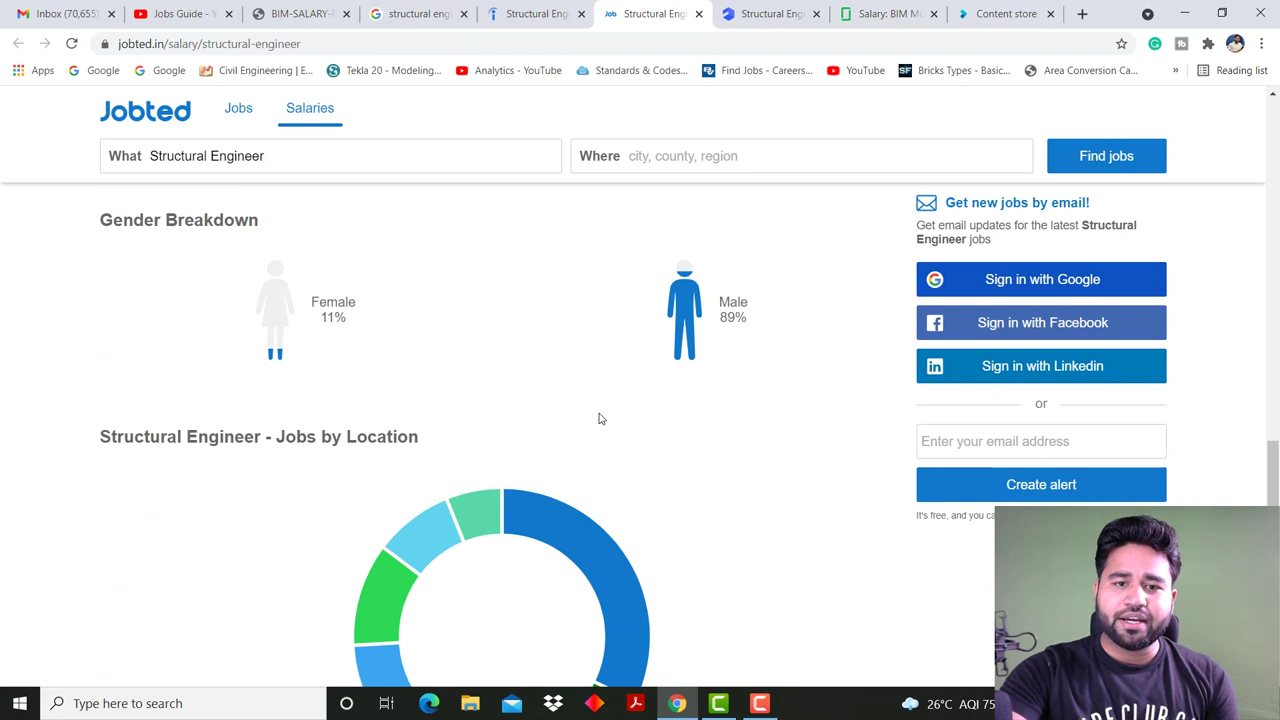 Inbox (70,655)
Jobs Guide - Y
BIM-SALARY-F
structural eng
Structural Eng
Job
Structural Eng
Structural Eng
Salary: BIM M
Content store
jobted.in/salary/structural-engineer
Apps
Google
Google
Civil Engineering | E...
Tekla 20 - Modeling...
Analytics - YouTube
Standards & Codes...
Find Jobs - Careers...
YouTube
SF
Bricks Types - Basic...
Area Conversion Ca...
»
Reading list
Jobted
Jobs
Salaries
What Structural Engineer
Where city, county, region
Find jobs
Gender Breakdown
Female
11%
Male
89%
Structural Engineer - Jobs by Location
Get new jobs by email!
Get email updates for the latest Structural
Engineer jobs
Sign in with Google
Sign in with Facebook
in Sign in with Linkedin
or
Enter your email address
Create alert
It's free, and you ca
Type here to search
26°C AQI 75